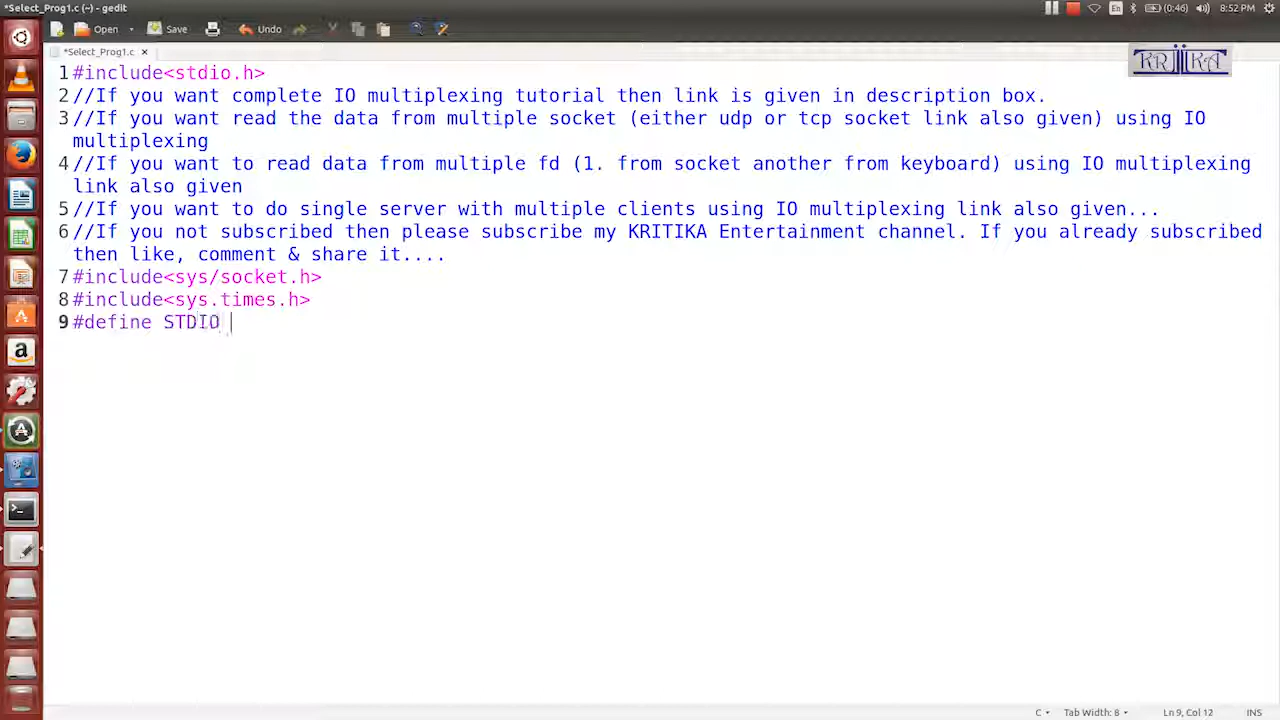 *Select_Prog1.c (~) - gedit
En
(0:46)
8:52 PM
Open
Save
Undo
*Select_Prog1.c
KRIIKA
1 #include<stdio.h>
2 //If you want complete IO multiplexing tutorial then link is given in description box.
3 //If you want read the data from multiple socket (either udp or tcp socket link also given) using IO
multiplexing
4 //If you want to read data from multiple fd (1. from socket another from keyboard) using IO multiplexing
link also given
5 //If you want to do single server with multiple clients using IO multiplexing link also given...
6 //If you not subscribed then please subscribe my KRITIKA Entertainment channel. If you already subscribed
then like, comment & share it....
7 #include<sys/socket.h>
8 #include<sys.times.h>
9 #define STDIO
C
Tab Width: 8
Ln 9, Col 12
INS